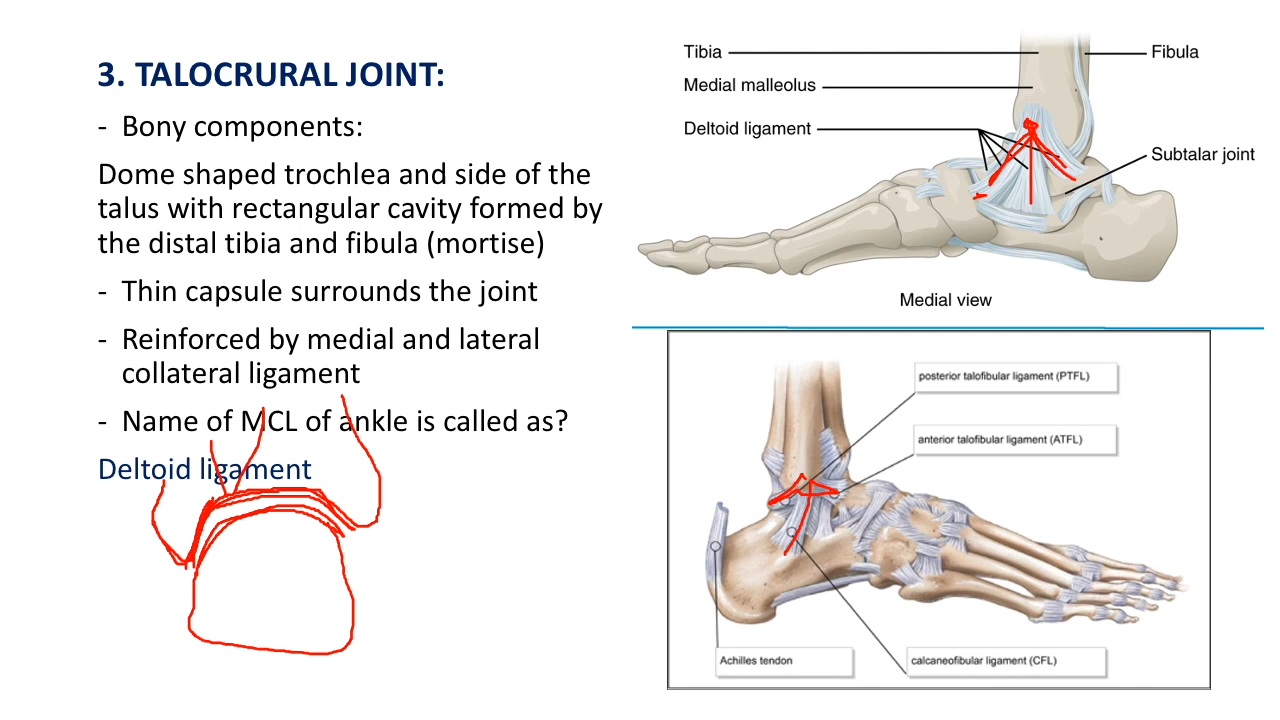 3. TALOCRURAL JOINT:
- Bony components:
Dome shaped trochlea and side of the
talus with rectangular cavity formed by
the distal tibia and fibula (mortise)
- Thin capsule surrounds the joint
- Reinforced by medial and lateral
collateral ligament
- Name of MCL of ankle is called as?
Deltoid ligament
Tibia
Fibula
Medial malleolus
Deltoid ligament
Subtalar joint
Medial view
posterior talofibular ligament (PTFL)
anterior talofibular ligament (ATFL)
Achilles tendon
calcaneofibular ligament (CFL)